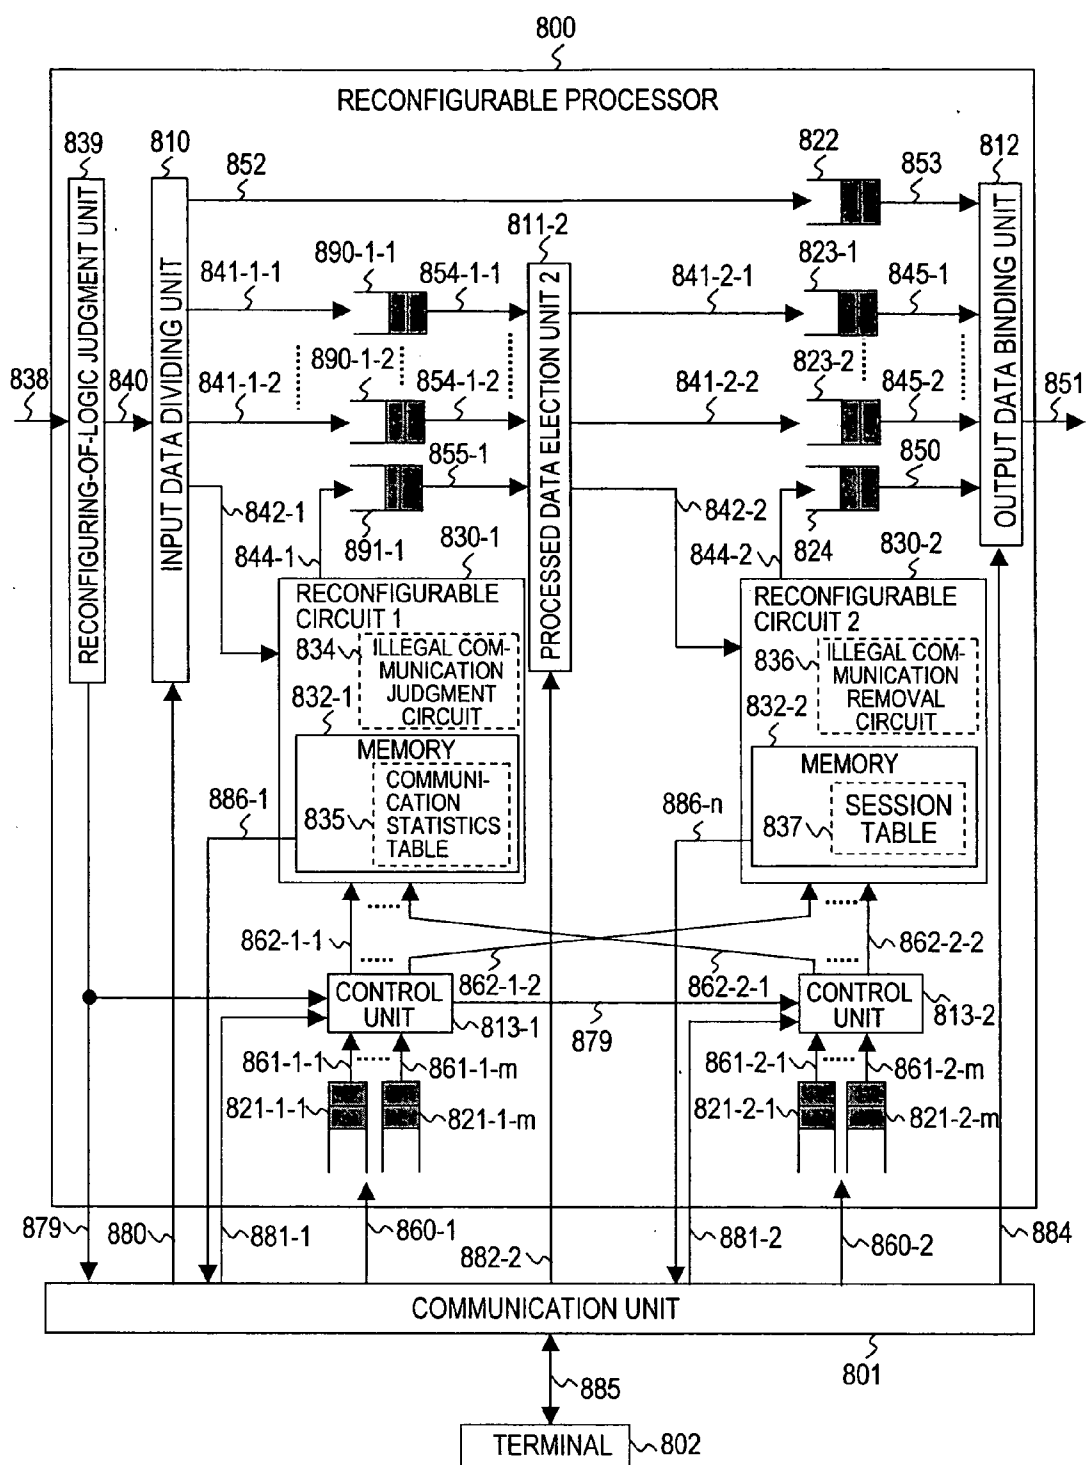 800
RECONFIGURABLE PROCESSOR
839
810
822
812
852
853
811-2
RECONFIGURING-OF-LOGIC JUDGMENT UNIT
INPUT DATA DIVIDING UNIT
PROCESSED DATA ELECTION UNIT 2
OUTPUT DATA BINDING UNIT
890-1-1
823-1
841-1-1
854-1-1
841-2-1
845-1
890-1-2
823-2
838
840
841-1-2
854-1-2
841-2-2
845-2
851
855-1
850
842-1
842-2
844-1
891-1
830-1
844-2
824
830-2
RECONFIGURABLE
CIRCUIT 1
834
ILLEGAL COM-
MUNICATION
JUDGMENT
CIRCUIT
832-1
MEMORY
835
COMMUNI-
CATION
STATISTICS
TABLE
886-1
RECONFIGURABLE
CIRCUIT 2
836
ILLEGAL COM-
MUNICATION
REMOVAL
CIRCUIT
832-2
MEMORY
837
SESSION
TABLE
886-n
862-1-1
862-2-2
862-1-2
862-2-1
CONTROL
UNIT
813-1
879
CONTROL
UNIT
813-2
861-1-1
861-1-m
861-2-1
861-2-m
821-1-1
821-1-m
821-2-1
821-2-m
879
880
881-1
860-1
882-2
881-2
860-2
884
COMMUNICATION UNIT
801
885
TERMINAL
802